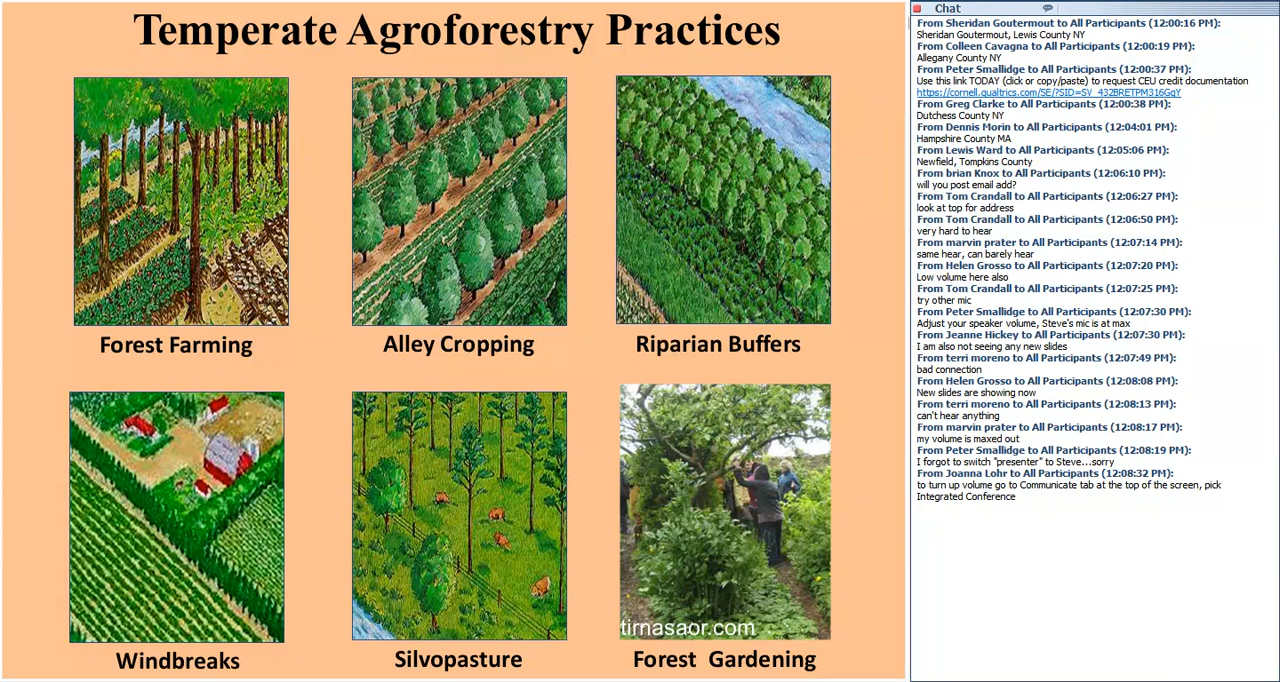 Temperate Agroforestry Practices
Forest Farming
Alley Cropping
Riparian Buffers
tirnasaor.com
Windbreaks
Silvopasture
Forest Gardening
Chat
From Sheridan Goutermout to All Participants (12:00:16 PM):
Sheridan Goutermout, Lewis County NY
From Colleen Cavagna to All Participants (12:00:19 PM):
Allegany County NY
From Peter Smallidge to All Participants (12:00:37 PM):
Use this link TODAY (click or copy/paste) to request CEU credit documentation
https://cornell.qualtrics.com/SE/?SID=SV_432BRETPM316GqY
From Greg Clarke to All Participants (12:00:38 PM):
Dutchess County NY
From Dennis Morin to All Participants (12:04:01 PM):
Hampshire County MA
From Lewis Ward to All Participants (12:05:06 PM):
Newfield, Tompkins County
From brian Knox to All Participants (12:06:10 PM):
will you post email add?
From Tom Crandall to All Participants (12:06:27 PM):
look at top for address
From Tom Crandall to All Participants (12:06:50 PM):
very hard to hear
From marvin prater to All Participants (12:07:14 PM):
same hear, can barely hear
From Helen Grosso to All Participants (12:07:20 PM):
Low volume here also
From Tom Crandall to All Participants (12:07:25 PM):
try other mic
From Peter Smallidge to All Participants (12:07:30 PM):
Adjust your speaker volume, Steve's mic is at max
From Jeanne Hickey to All Participants (12:07:30 PM):
I am also not seeing any new slides
From terri moreno to All Participants (12:07:49 PM):
bad connection
From Helen Grosso to All Participants (12:08:08 PM):
New slides are showing now
From terri moreno to All Participants (12:08:13 PM):
can't hear anything
From marvin prater to All Participants (12:08:17 PM):
my volume is maxed out
From Peter Smallidge to All Participants (12:08:19 PM):
I forgot to switch "presenter" to Steve...sorry
From Joanna Lohr to All Participants (12:08:32 PM):
to turn up volume go to Communicate tab at the top of the screen, pick
Integrated Conference